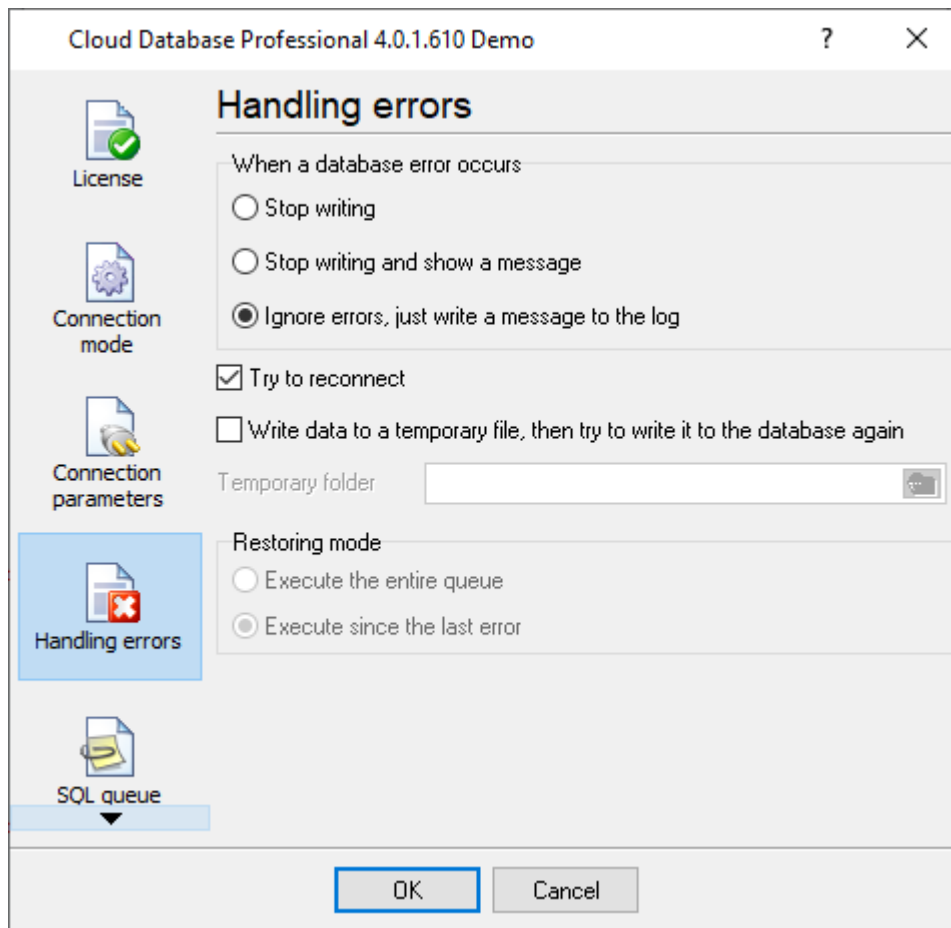 Cloud Database Professional 4.0.1.610 Demo
?
License
Connection
mode
Connection
parameters
Handling errors
SQL queue
Handling errors
When a database error occurs
Stop writing
Stop writing and show a message
Ignore errors, just write a message to the log
Try to reconnect
Write data to a temporary file, then try to write it to the database again
Temporary folder
Restoring mode
Execute the entire queue
Execute since the last error
OK
Cancel